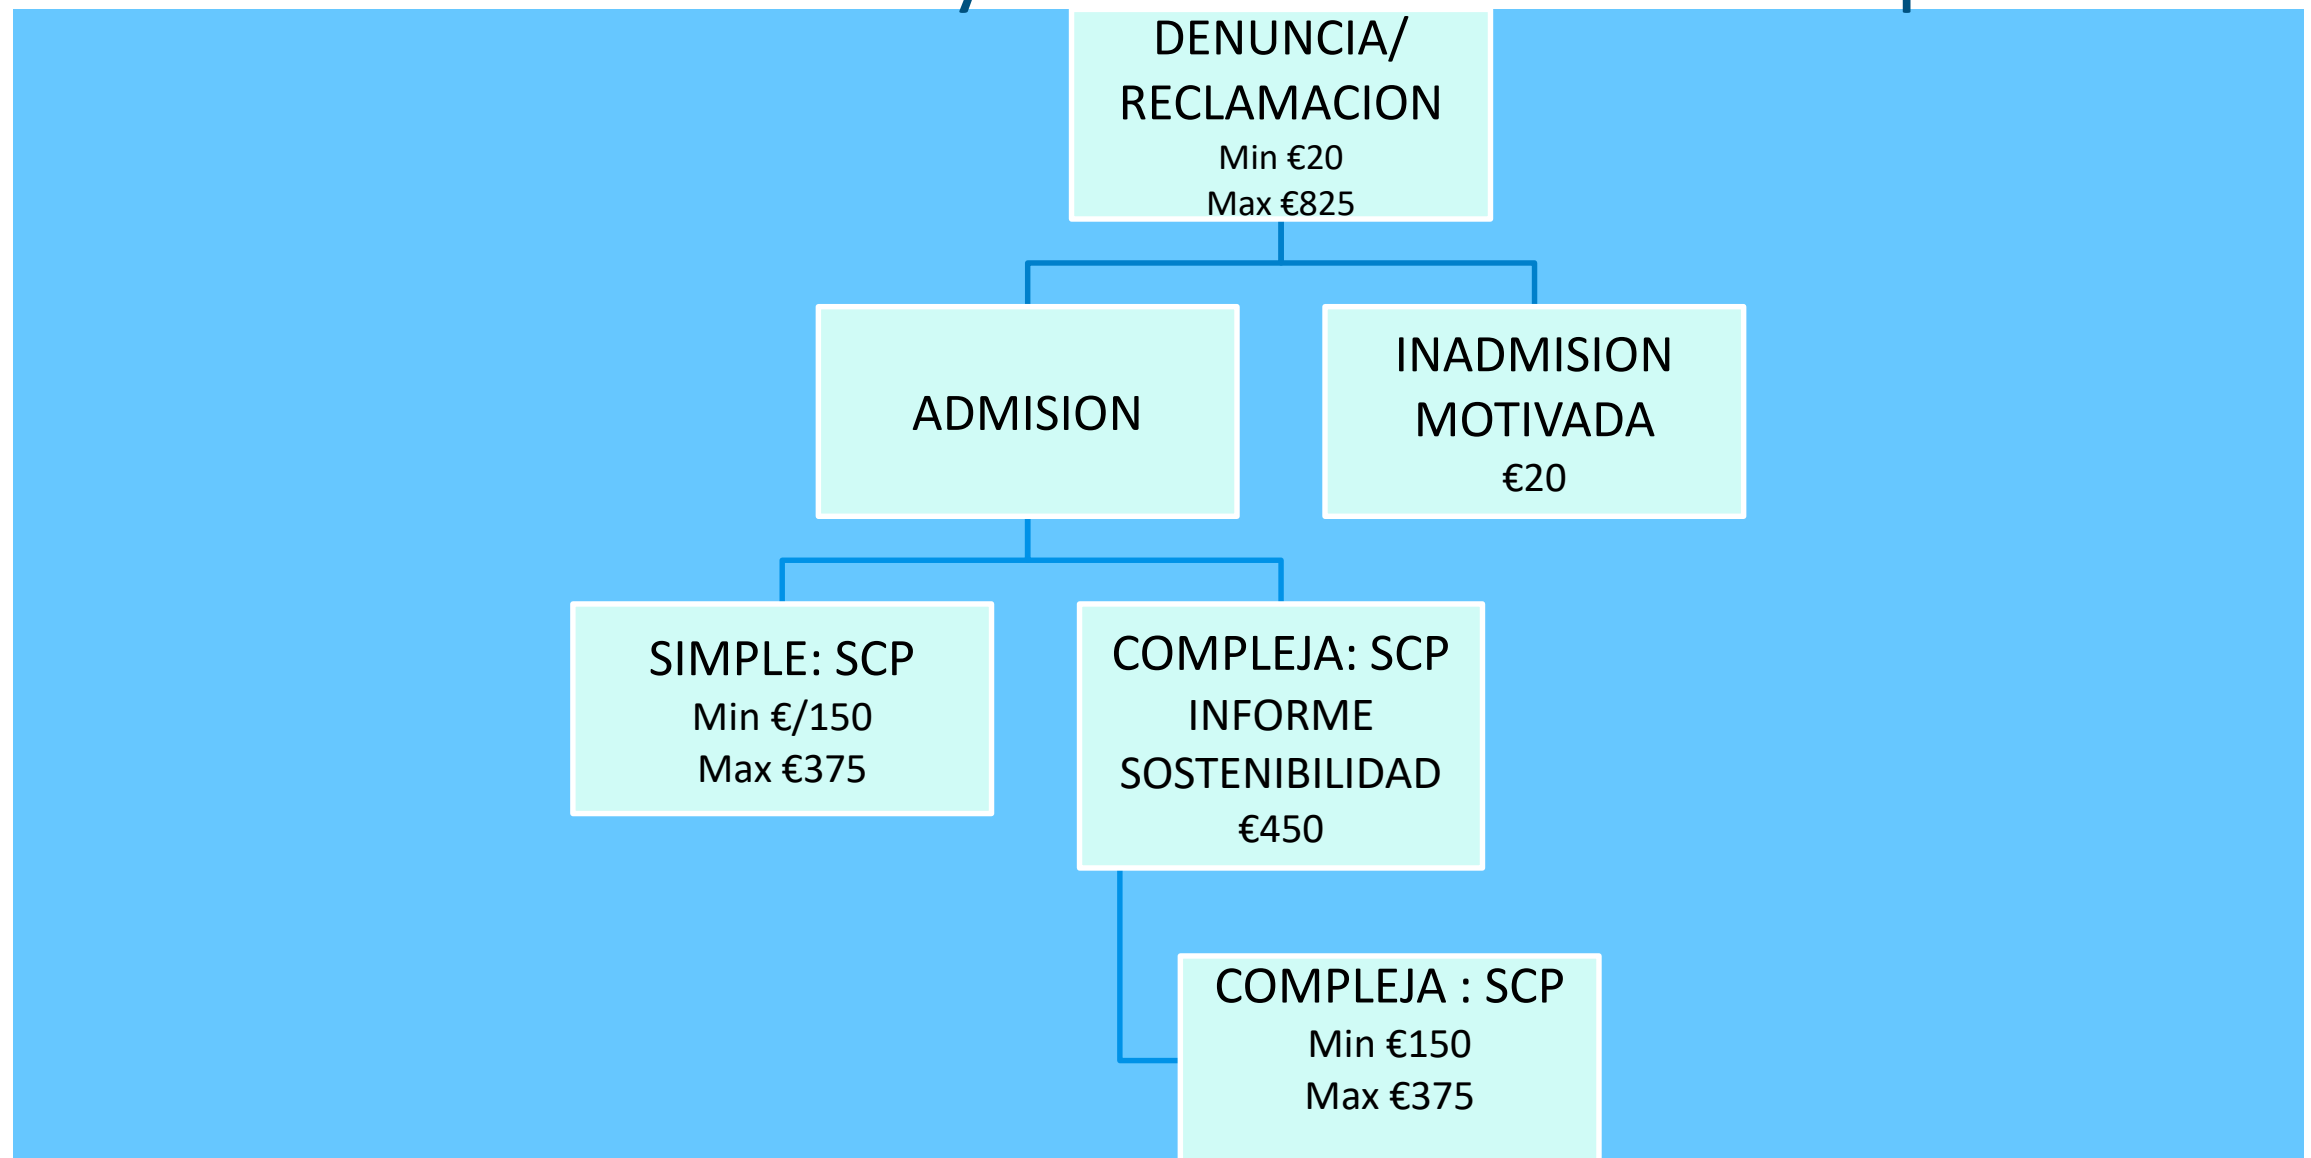 DENUNCIA/
RECLAMACION
Min €20
Max €825
ADMISION
INADMISION
MOTIVADA
€20
SIMPLE: SCP
Min €/150
Max €375
COMPLEJA: SCP
INFORME
SOSTENIBILIDAD
€450
COMPLEJA : SCP
Min €150
Max €375